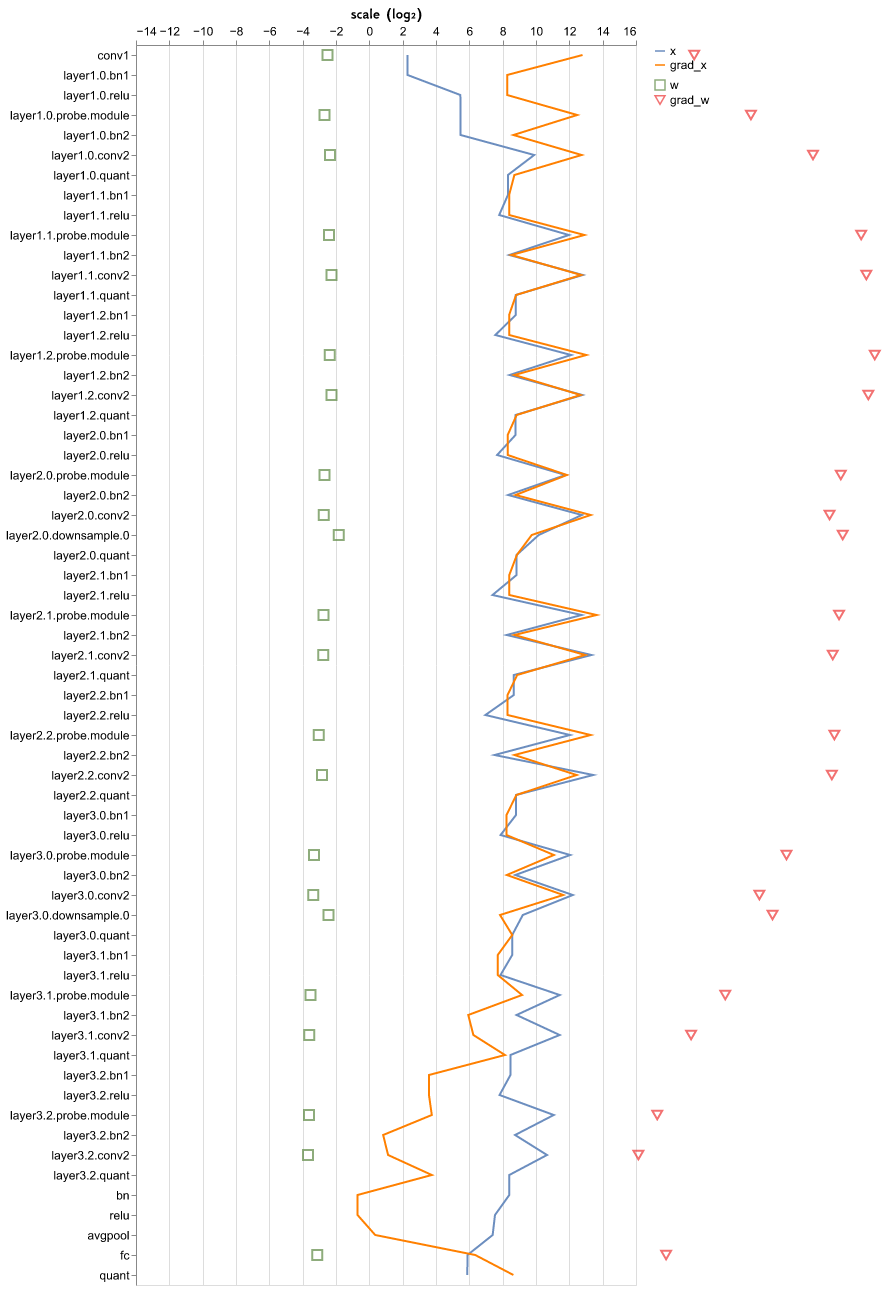 scale (log₂)
−14 −12 −10 −8 −6 −4 −2 0 2 4 6 8 10 12 14 16
x
grad_x
w
grad_w
conv1
layer1.0.bn1
layer1.0.relu
layer1.0.probe.module
layer1.0.bn2
layer1.0.conv2
layer1.0.quant
layer1.1.bn1
layer1.1.relu
layer1.1.probe.module
layer1.1.bn2
layer1.1.conv2
layer1.1.quant
layer1.2.bn1
layer1.2.relu
layer1.2.probe.module
layer1.2.bn2
layer1.2.conv2
layer1.2.quant
layer2.0.bn1
layer2.0.relu
layer2.0.probe.module
layer2.0.bn2
layer2.0.conv2
layer2.0.downsample.0
layer2.0.quant
layer2.1.bn1
layer2.1.relu
layer2.1.probe.module
layer2.1.bn2
layer2.1.conv2
layer2.1.quant
layer2.2.bn1
layer2.2.relu
layer2.2.probe.module
layer2.2.bn2
layer2.2.conv2
layer2.2.quant
layer3.0.bn1
layer3.0.relu
layer3.0.probe.module
layer3.0.bn2
layer3.0.conv2
layer3.0.downsample.0
layer3.0.quant
layer3.1.bn1
layer3.1.relu
layer3.1.probe.module
layer3.1.bn2
layer3.1.conv2
layer3.1.quant
layer3.2.bn1
layer3.2.relu
layer3.2.probe.module
layer3.2.bn2
layer3.2.conv2
layer3.2.quant
bn
relu
avgpool
fc
quant